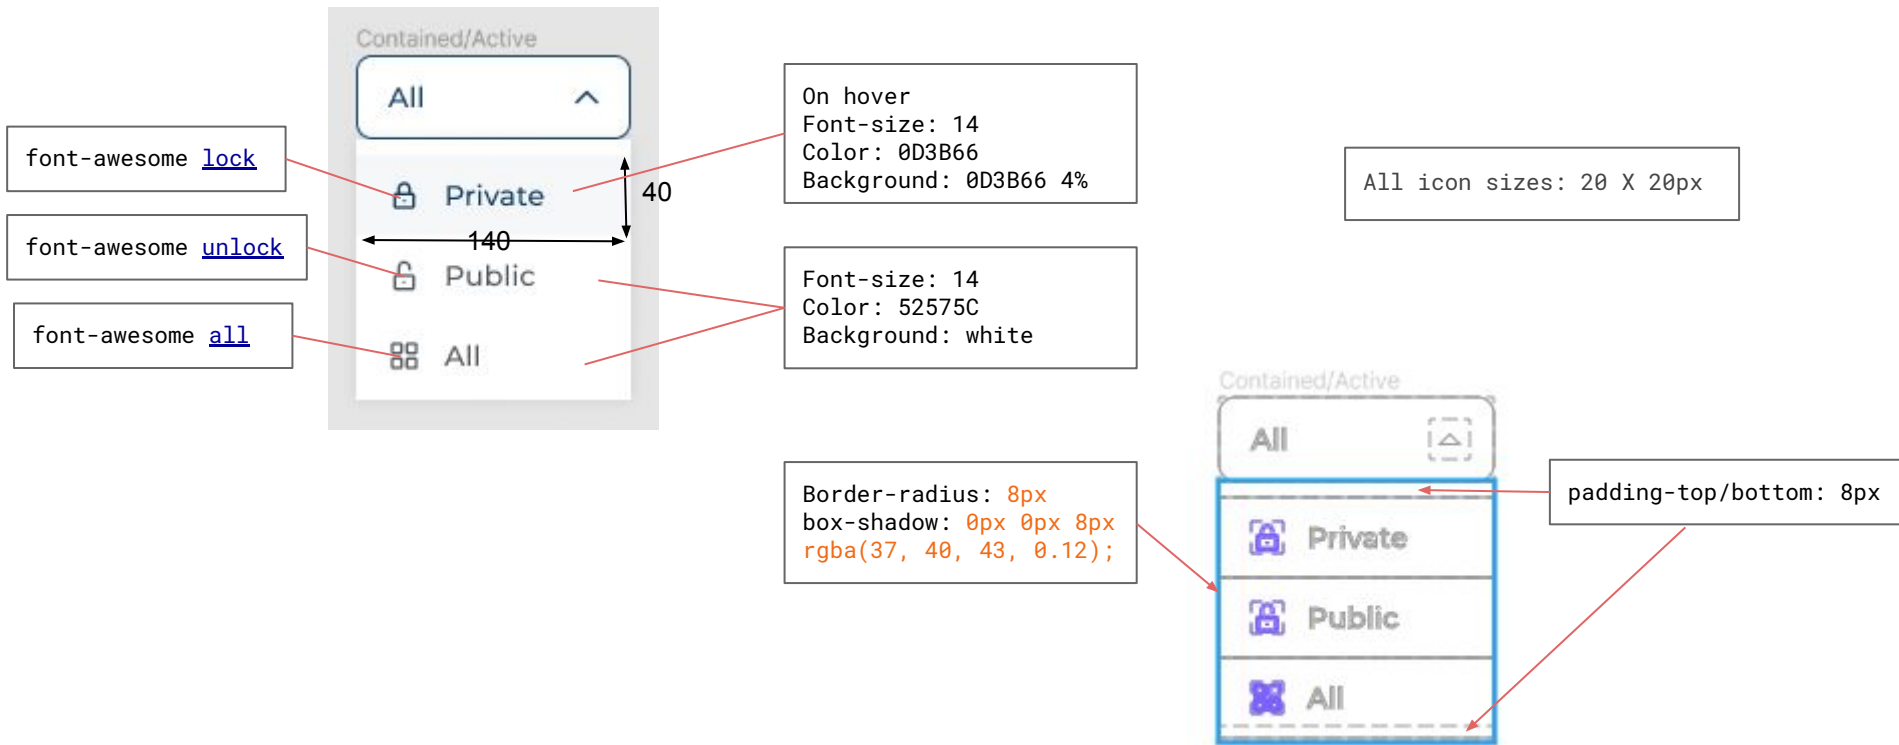 Contained/Active
All
font-awesome lock
Private
40
140
font-awesome unlock
Public
font-awesome all
All
On hover
Font-size: 14
Color: 0D3B66
Background: 0D3B66 4%
Font-size: 14
Color: 52575C
Background: white
All icon sizes: 20 X 20px
Border-radius: 8px
box-shadow: 0px 0px 8px
rgba(37, 40, 43, 0.12);
Contained/Active
All
Private
Public
All
padding-top/bottom: 8px